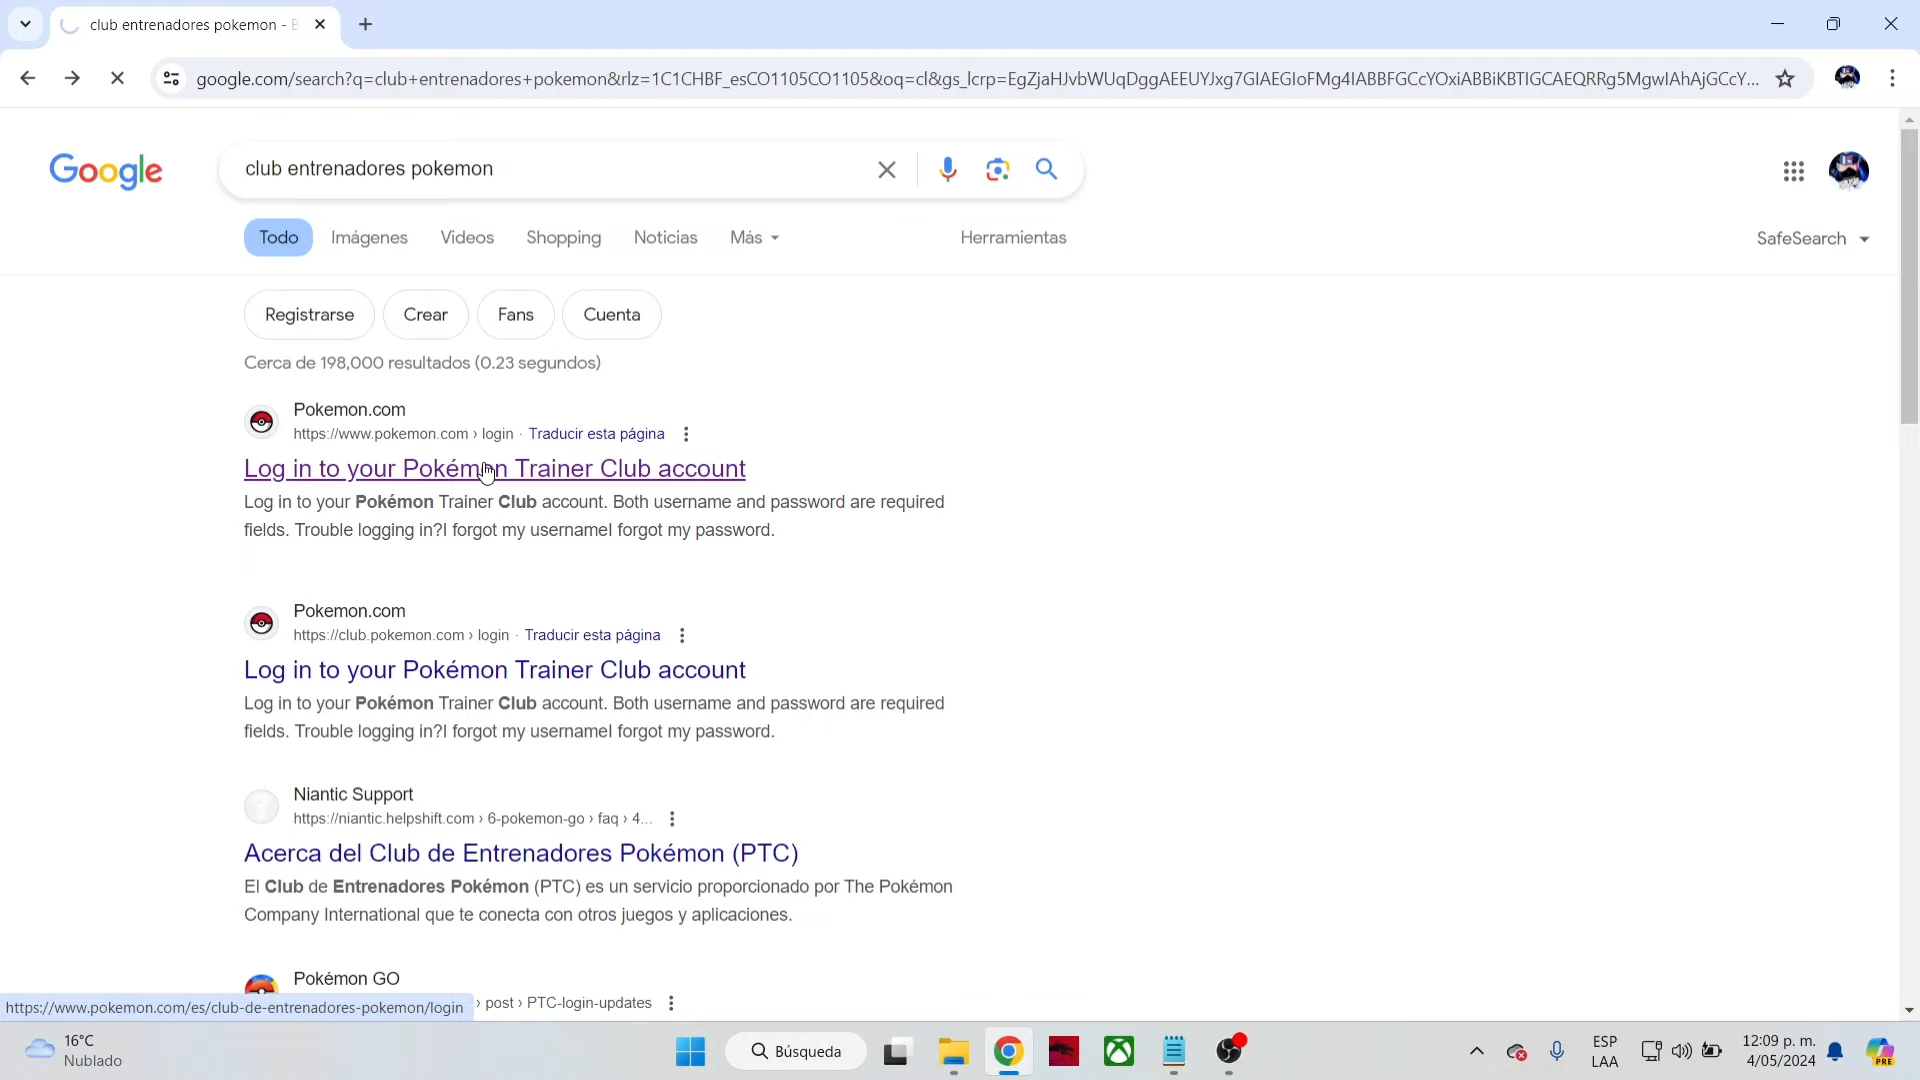 club entrenadores pokemon - B
google.com/search?q=club+entrenadores+pokemon&rlz=1C1CHBF_esCO1105CO1105&oq=cl&gs_lcrp=EgZjaHJvbWUqDggAEEUYJxg7GIAEGIoFMg4IABBFGCcYOxiABBiKBTIGCAEQRRg5MgwIAhAjGCcY...
Google
club entrenadores pokemon
Todo Imágenes Videos Shopping Noticias Más Herramientas SafeSearch
Registrarse Crear Fans Cuenta
Cerca de 198,000 resultados (0.23 segundos)
Pokemon.com
https://www.pokemon.com › login · Traducir esta página
Log in to your Pokémon Trainer Club account
Log in to your Pokémon Trainer Club account. Both username and password are required
fields. Trouble logging in?I forgot my usernameI forgot my password.
Pokemon.com
https://club.pokemon.com › login · Traducir esta página
Log in to your Pokémon Trainer Club account
Log in to your Pokémon Trainer Club account. Both username and password are required
fields. Trouble logging in?I forgot my usernameI forgot my password.
Niantic Support
https://niantic.helpshift.com › 6-pokemon-go › faq › 4...
Acerca del Club de Entrenadores Pokémon (PTC)
El Club de Entrenadores Pokémon (PTC) es un servicio proporcionado por The Pokémon
Company International que te conecta con otros juegos y aplicaciones.
Pokémon GO
› post › PTC-login-updates
https://www.pokemon.com/es/club-de-entrenadores-pokemon/login
16°C
Nublado
Búsqueda
ESP
LAA
12:09 p. m.
4/05/2024
PRE